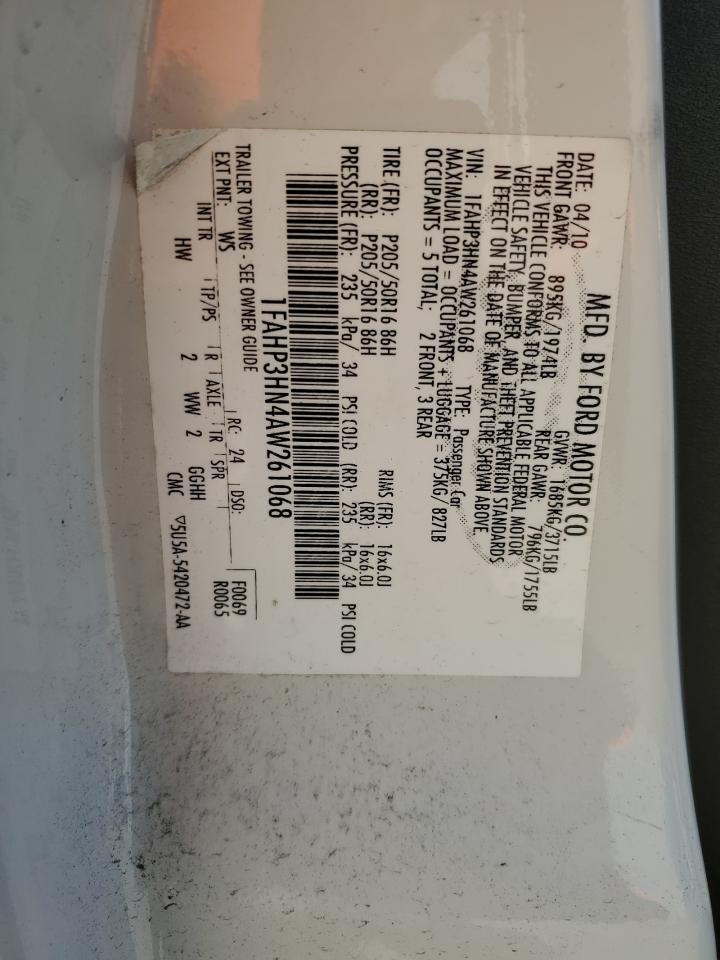 MFD. BY FORD MOTOR CO.
DATE: 04/10 GVWR: 1685KG/3715LB
FRONT GAWR: 895KG/1974LB REAR GAWR: 796KG/1755LB
THIS VEHICLE CONFORMS TO ALL APPLICABLE FEDERAL MOTOR
VEHICLE SAFETY, BUMPER, AND THEFT PREVENTION STANDARDS
IN EFFECT ON THE DATE OF MANUFACTURE SHOWN ABOVE.
VIN: 1FAHP3HN4AW261068 TYPE: Passenger Car
MAXIMUM LOAD = OCCUPANTS + LUGGAGE = 375KG/ 827LB
OCCUPANTS = 5 TOTAL; 2 FRONT, 3 REAR
TIRE (FR): P205/50R16 86H RIMS (FR): 16x6.0J
(RR): P205/50R16 86H (RR): 16x6.0J
PRESSURE (FR): 235 kPa/ 34 PSI COLD (RR): 235 kPa/34 PSI COLD
1FAHP3HN4AW261068
TRAILER TOWING - SEE OWNER GUIDE
EXT PNT: WS RC: 24 DSO: F0069
R0065
INT TR TP/PS R AXLE TR SPR
HW 2 WW 2 GGHH
CMC ▽5U5A-5420472-AA